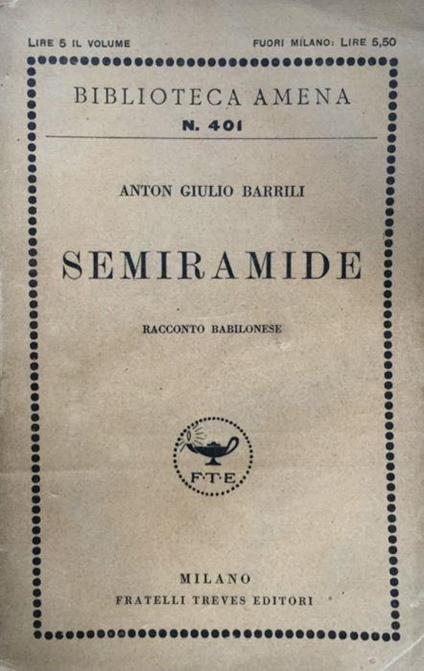 LIRE 5 IL VOLUME FUORI MILANO: LIRE 5,50
BIBLIOTECA AMENA
N. 401
ANTON GIULIO BARRILI
SEMIRAMIDE
RACCONTO BABILONESE
F·T·E
MILANO
FRATELLI TREVES EDITORI